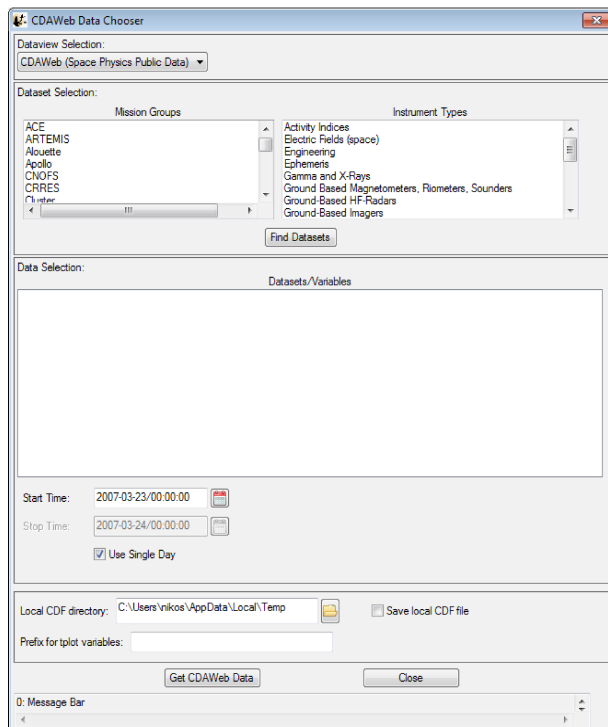 CDAWeb Data Chooser
Dataview Selection:
CDAWeb (Space Physics Public Data)
Dataset Selection:
Mission Groups
ACE
ARTEMIS
Alouette
Apollo
CNOFS
CRRES
Cluster
Instrument Types
Activity Indices
Electric Fields (space)
Engineering
Ephemeris
Gamma and X-Rays
Ground Based Magnetometers, Riometers, Sounders
Ground-Based HF-Radars
Ground-Based Imagers
Find Datasets
Data Selection:
Datasets/Variables
Start Time: 2007-03-23/00:00:00
Stop Time: 2007-03-24/00:00:00
Use Single Day
Local CDF directory: C:\Users\nikos\AppData\Local\Temp Save local CDF file
Prefix for tplot variables:
Get CDAWeb Data Close
0: Message Bar